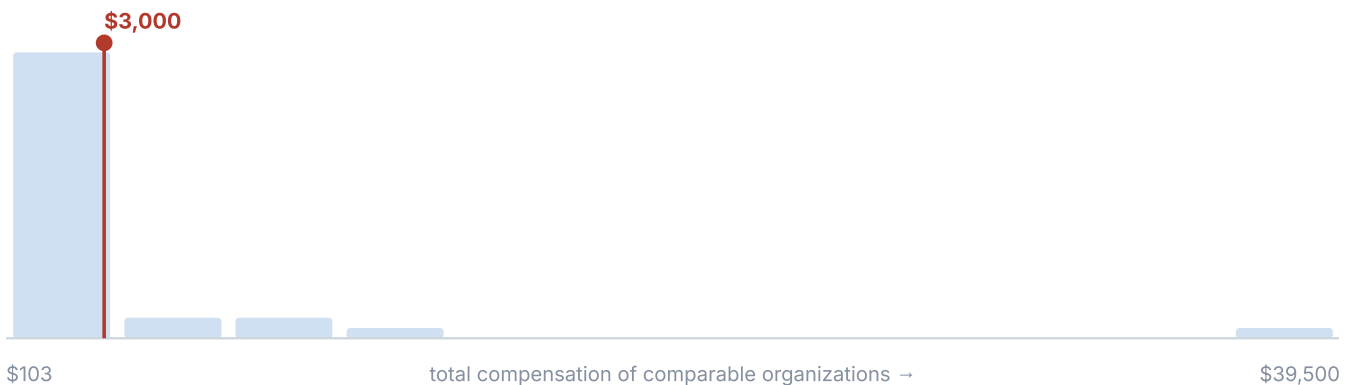 $3,000
$103 total compensation of comparable organizations → $39,500